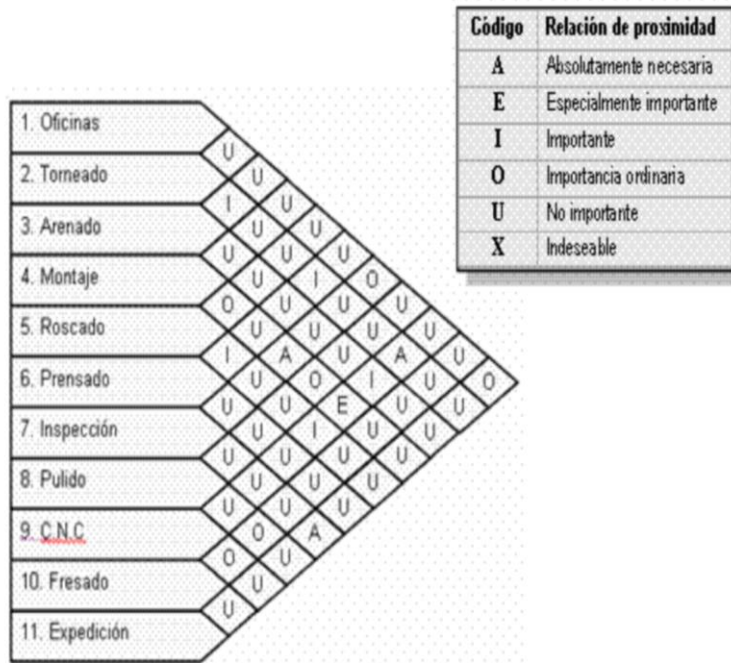 Código Relación de proximidad
A Absolutamente necesaria
E Especialmente importante
I Importante
O Importancia ordinaria
U No importante
X Indeseable
1. Oficinas
U
2. Torneado U
I U
3. Arenado U U
U U U
4. Montaje U I O
O U U U
5. Roscado U U U U
I A U A U
6. Prensado U O I U O
U U E U U
7. Inspección U I U U
U U U U
8. Pulido U U U
U U U
9. C.N.C O A
O U
10. Fresado U
U
11. Expedición